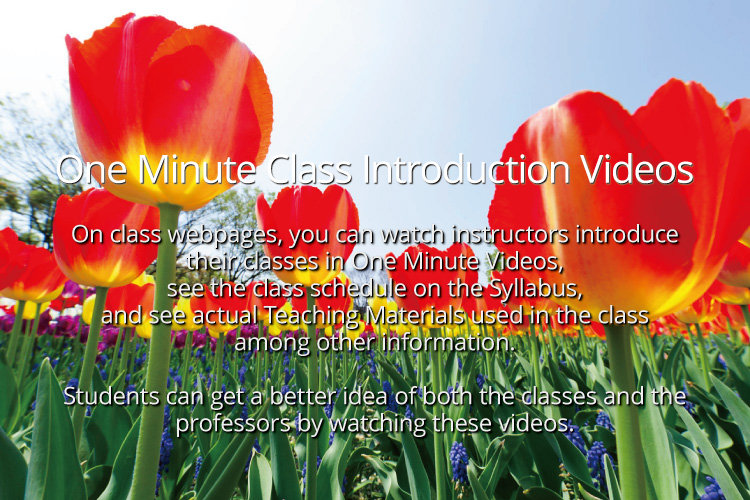 One Minute Class Introduction Videos
On class webpages, you can watch instructors introduce
their classes in One Minute Videos,
see the class schedule on the Syllabus,
and see actual Teaching Materials used in the class
among other information.
Students can get a better idea of both the classes and the
professors by watching these videos.